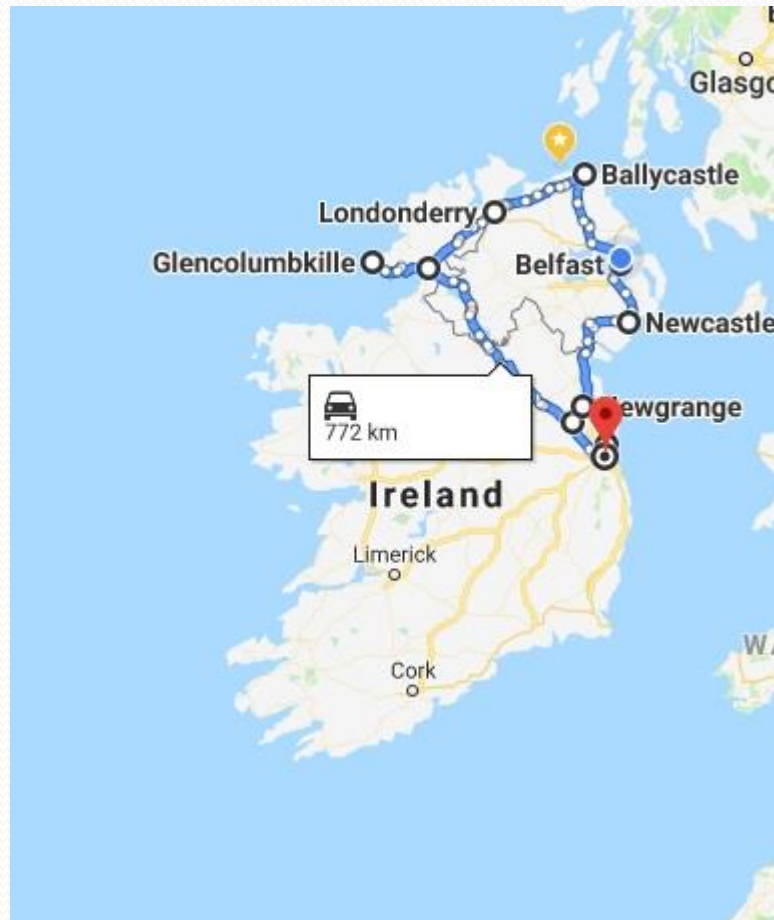 Glasgo
Ballycastle
Londonderry
Glencolumbkille
Belfast
Newcastle
ewgrange
772 km
Ireland
Limerick
WA
Cork